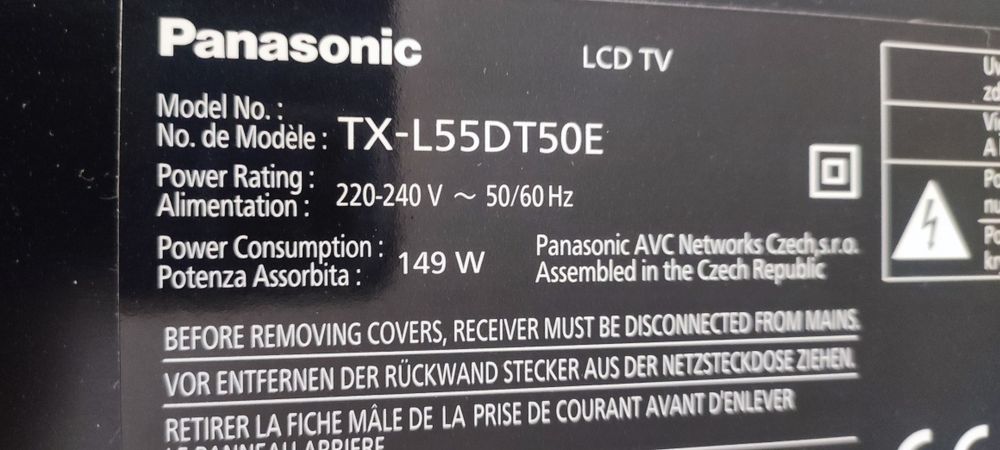 Panasonic
LCD TV
Model No. :
No. de Modèle : TX-L55DT50E
Power Rating :
Alimentation : 220-240 V ~ 50/60 Hz
Power Consumption :
Potenza Assorbita : 149 W
Panasonic AVC Networks Czech,s.r.o.
Assembled in the Czech Republic
BEFORE REMOVING COVERS, RECEIVER MUST BE DISCONNECTED FROM MAINS.
VOR ENTFERNEN DER RÜCKWAND STECKER AUS DER NETZSTECKDOSE ZIEHEN.
RETIRER LA FICHE MÂLE DE LA PRISE DE COURANT AVANT D'ENLEVER
LE PANNEAU ARRIERE